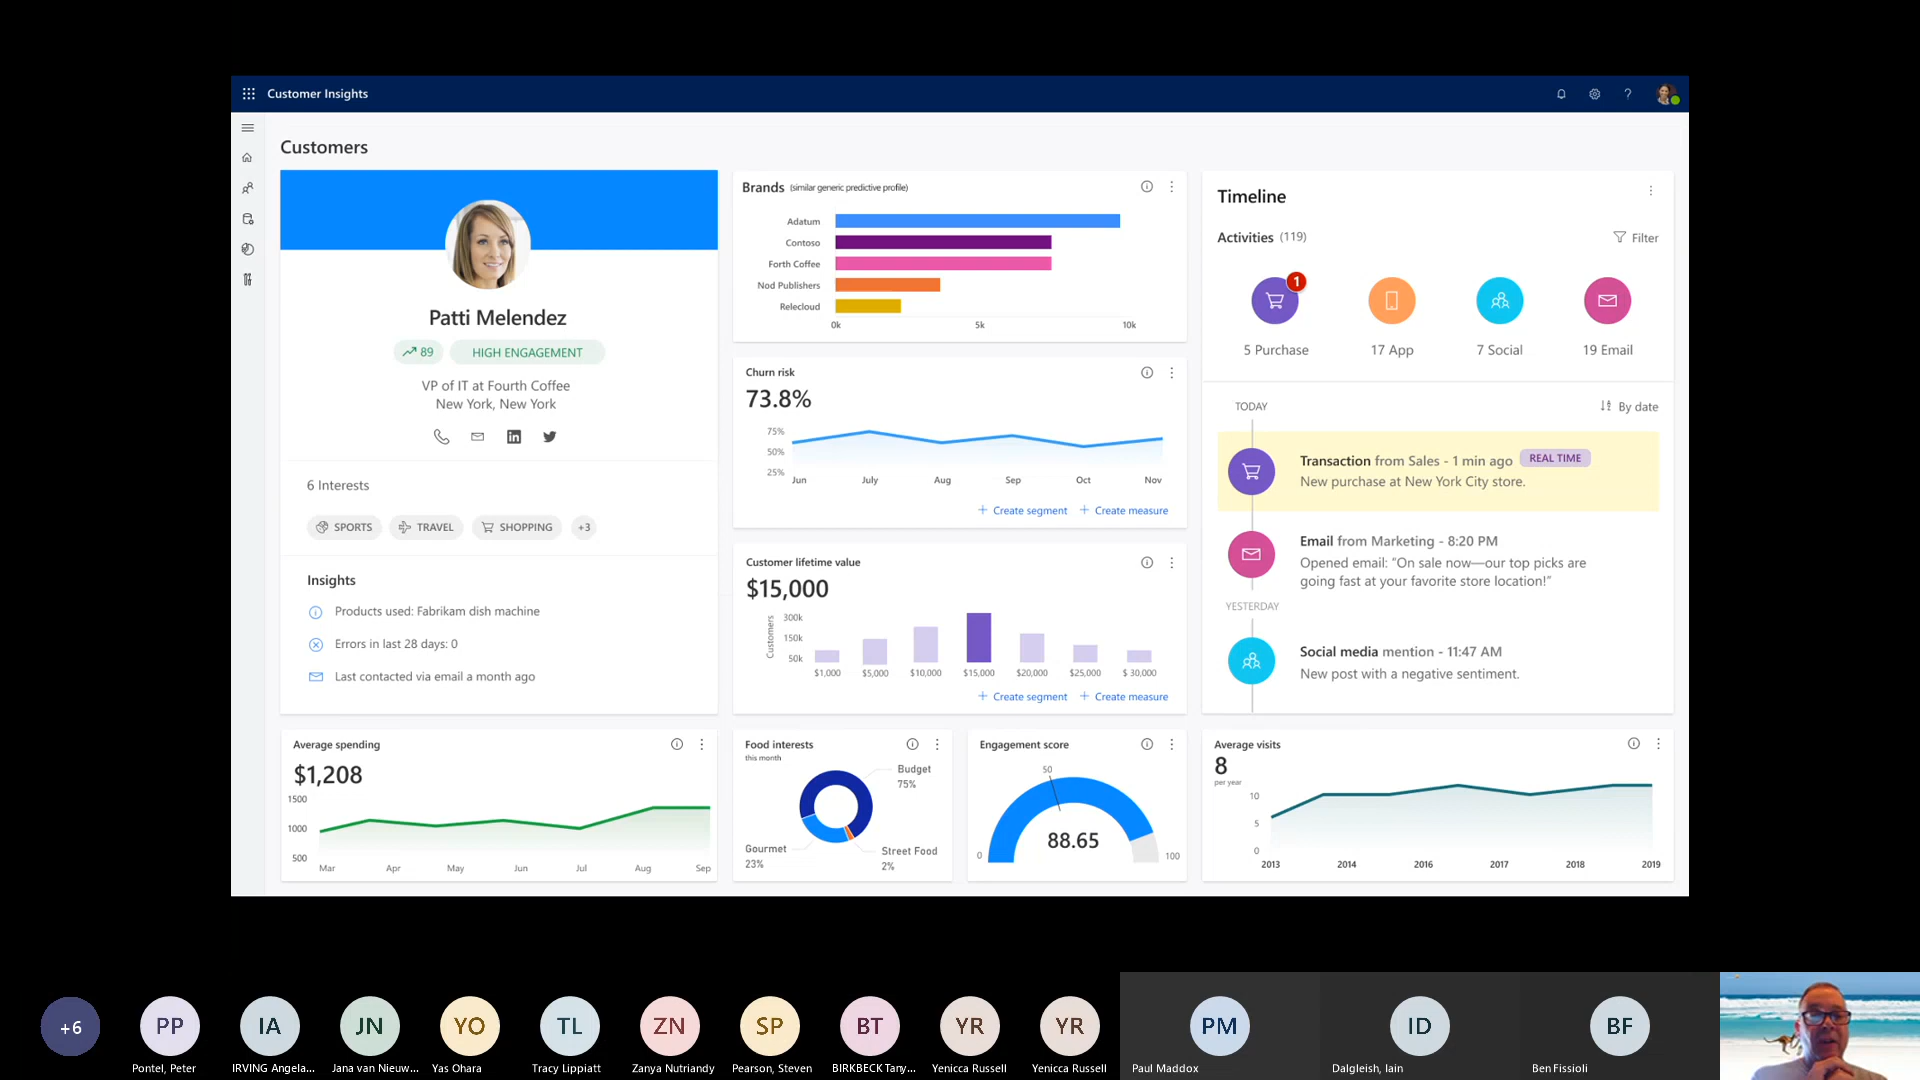 Customer Insights
Customers
Patti Melendez
89 HIGH ENGAGEMENT
VP of IT at Fourth Coffee
New York, New York
6 Interests
SPORTS TRAVEL SHOPPING +3
Insights
Products used: Fabrikam dish machine
Errors in last 28 days: 0
Last contacted via email a month ago
Brands (similar generic predictive profile)
Adatum
Contoso
Forth Coffee
Nod Publishers
Relecloud
0k 5k 10k
Churn risk
73.8%
75%
50%
25%
Jun July Aug Sep Oct Nov
+ Create segment + Create measure
Customer lifetime value
$15,000
Customers
300k
150k
50k
$1,000 $5,000 $10,000 $15,000 $20,000 $25,000 $ 30,000
+ Create segment + Create measure
Timeline
Activities (119) Filter
1
5 Purchase 17 App 7 Social 19 Email
TODAY By date
Transaction from Sales - 1 min ago REAL TIME
New purchase at New York City store.
Email from Marketing - 8:20 PM
Opened email: "On sale now—our top picks are
going fast at your favorite store location!"
YESTERDAY
Social media mention - 11:47 AM
New post with a negative sentiment.
Average spending
$1,208
1500
1000
500
Mar Apr May Jun Jul Aug Sep
Food interests
this month
Budget
75%
Gourmet
23%
Street Food
2%
Engagement score
50
88.65
0 100
Average visits
8
per year
10
5
0
2013 2014 2016 2017 2018 2019
+6 PP IA JN YO TL ZN SP BT YR YR PM ID BF
Pontel, Peter IRVING Angela... Jana van Nieuw... Yas Ohara Tracy Lippiatt Zanya Nutriandy Pearson, Steven BIRKBECK Tany... Yenicca Russell Yenicca Russell Paul Maddox Dalgleish, Iain Ben Fissioli